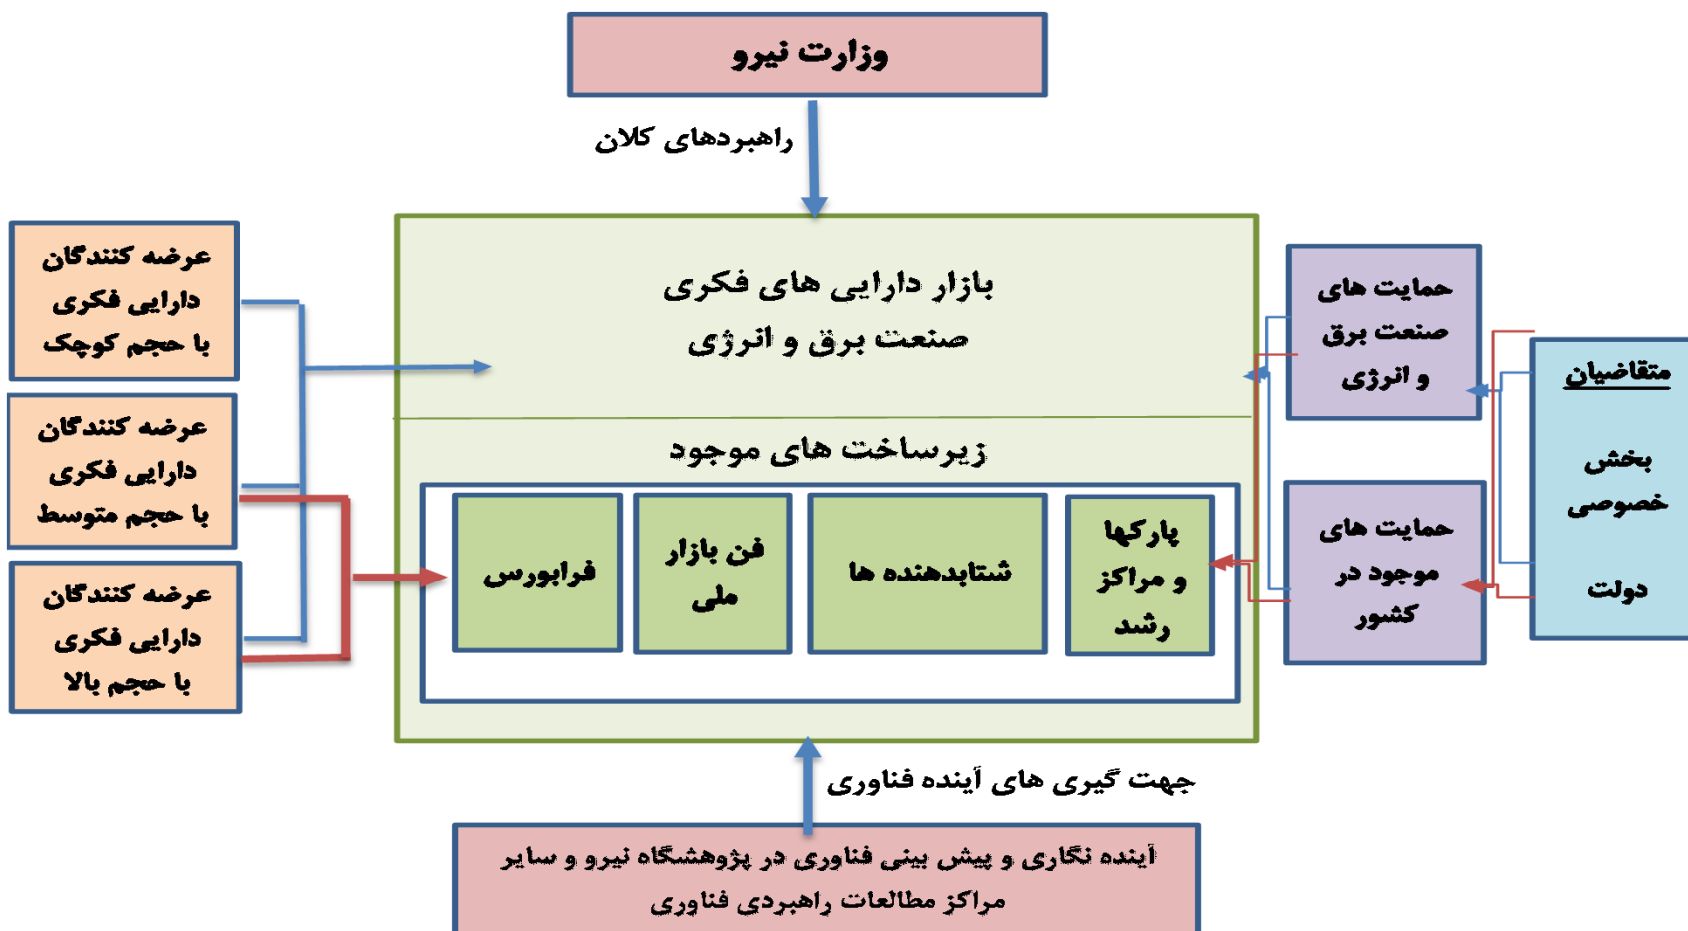 وزارت نیرو
راهبردهای کلان
عرضه کنندگان
دارایی فکری
با حجم کوچک
عرضه کنندگان
دارایی فکری
با حجم متوسط
عرضه کنندگان
دارایی فکری
با حجم بالا
بازار دارایی های فکری
صنعت برق و انرژی
زیرساخت های موجود
فرابورس
فن بازار
ملی
شتابدهنده ها
پارکها
و مراکز
رشد
حمایت های
صنعت برق
و انرژی
حمایت های
موجود در
کشور
متقاضیان
بخش
خصوصی
دولت
جهت گیری های آینده فناوری
آینده نگاری و پیش بینی فناوری در پژوهشگاه نیرو و سایر
مراکز مطالعات راهبردی فناوری